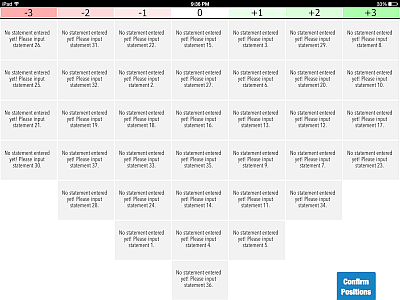 iPad 9:36 PM 33%
-3 -2 -1 0 +1 +2 +3
No statement entered
yet! Please input
statement 26.
No statement entered
yet! Please input
statement 31.
No statement entered
yet! Please input
statement 22.
No statement entered
yet! Please input
statement 15.
No statement entered
yet! Please input
statement 3.
No statement entered
yet! Please input
statement 29.
No statement entered
yet! Please input
statement 8.
No statement entered
yet! Please input
statement 25.
No statement entered
yet! Please input
statement 32.
No statement entered
yet! Please input
statement 2.
No statement entered
yet! Please input
statement 27.
No statement entered
yet! Please input
statement 6.
No statement entered
yet! Please input
statement 20.
No statement entered
yet! Please input
statement 10.
No statement entered
yet! Please input
statement 21.
No statement entered
yet! Please input
statement 19.
No statement entered
yet! Please input
statement 18.
No statement entered
yet! Please input
statement 16.
No statement entered
yet! Please input
statement 13.
No statement entered
yet! Please input
statement 12.
No statement entered
yet! Please input
statement 17.
No statement entered
yet! Please input
statement 30.
No statement entered
yet! Please input
statement 37.
No statement entered
yet! Please input
statement 33.
No statement entered
yet! Please input
statement 35.
No statement entered
yet! Please input
statement 9.
No statement entered
yet! Please input
statement 7.
No statement entered
yet! Please input
statement 23.
No statement entered
yet! Please input
statement 28.
No statement entered
yet! Please input
statement 24.
No statement entered
yet! Please input
statement 14.
No statement entered
yet! Please input
statement 11.
No statement entered
yet! Please input
statement 34.
No statement entered
yet! Please input
statement 1.
No statement entered
yet! Please input
statement 4.
No statement entered
yet! Please input
statement 5.
No statement entered
yet! Please input
statement 36.
Confirm
Positions